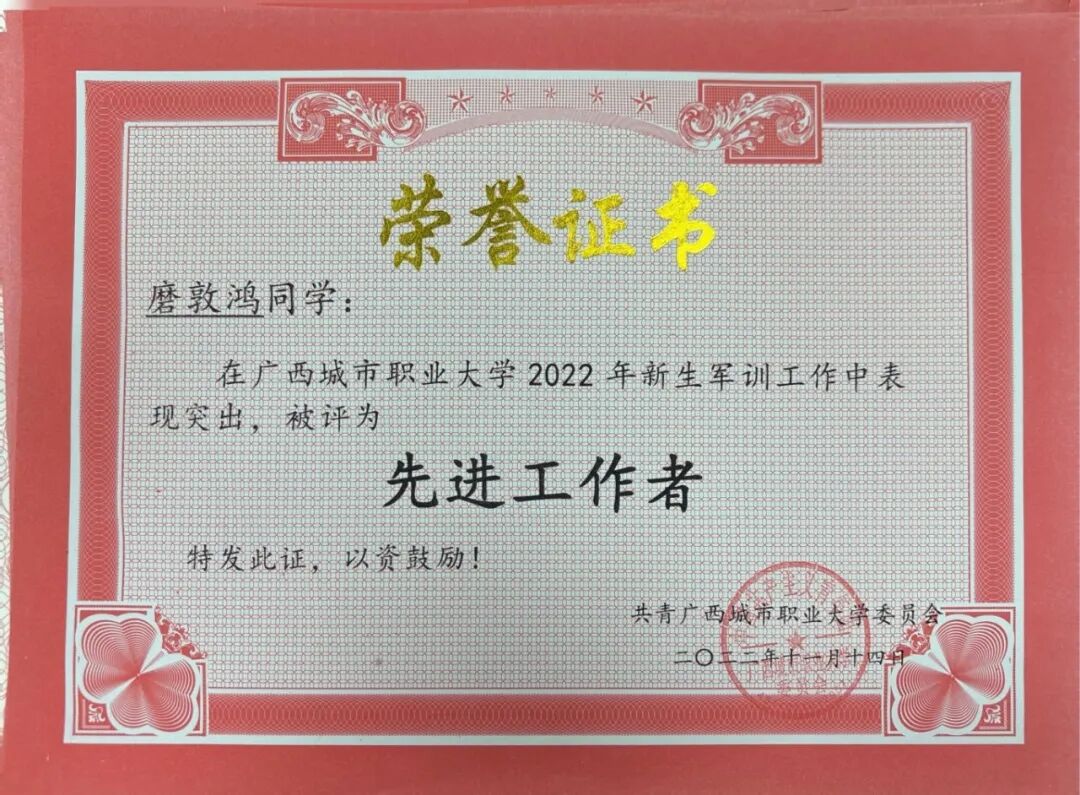 荣誉证书
磨敦鸿同学：
在广西城市职业大学2022年新生军训工作中表
现突出，被评为
先进工作者
特发此证，以资鼓励！
共青广西城市职业大学委员会
二〇二二年十一月十四日
委员会